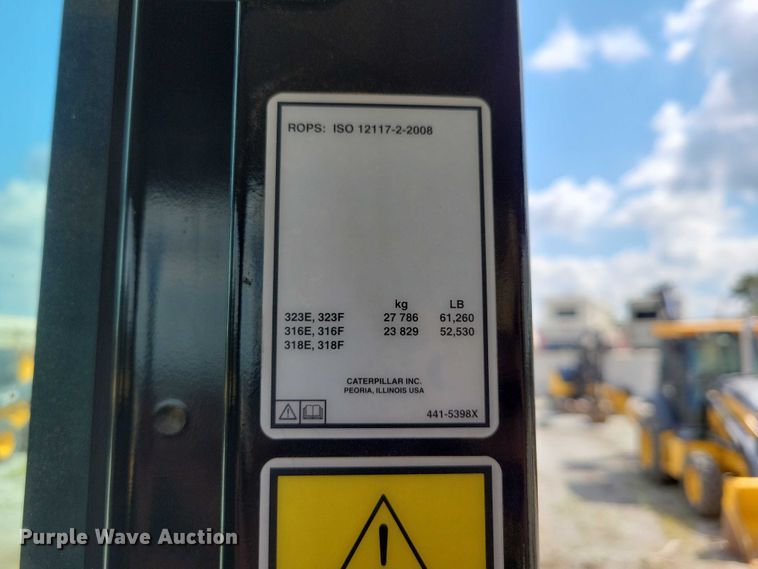 ROPS: ISO 12117-2-2008
kg LB
323E, 323F 27 786 61,260
316E, 316F 23 829 52,530
318E, 318F
CATERPILLAR INC.
PEORIA, ILLINOIS USA
441-5398X
!
Purple Wave Auction